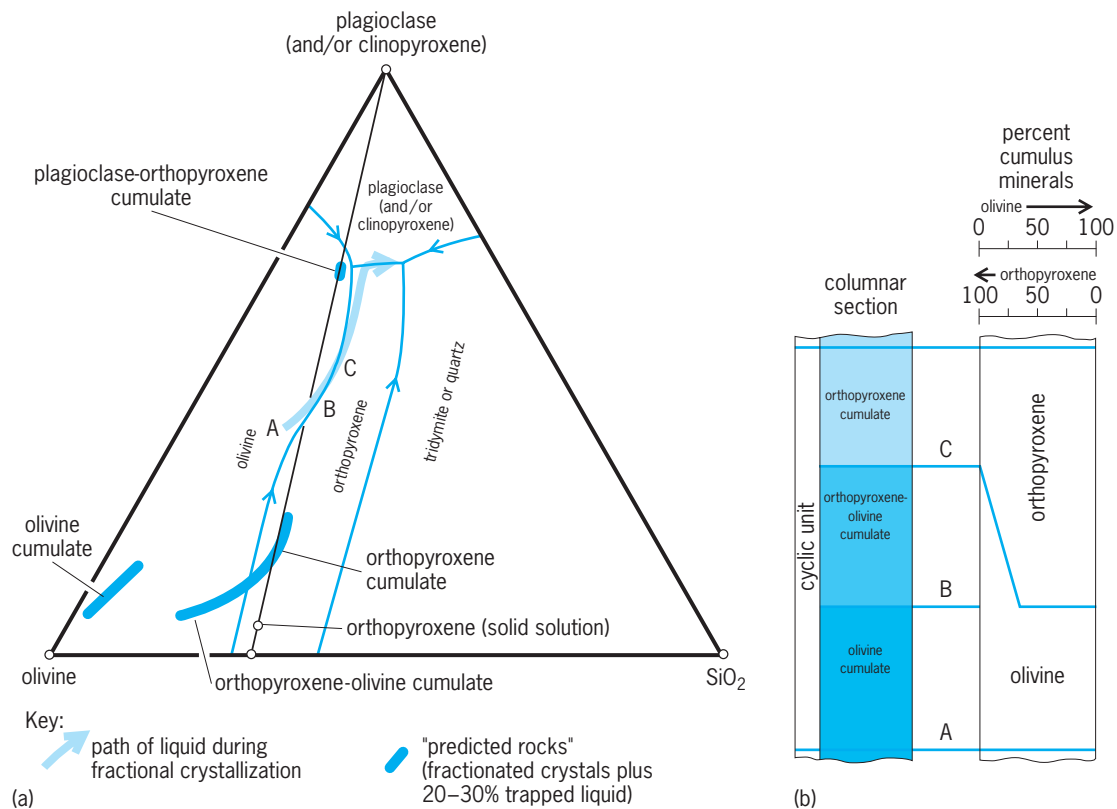 plagioclase
(and/or clinopyroxene)
plagioclase-orthopyroxene
cumulate
plagioclase
(and/or
clinopyroxene)
A
B
C
olivine
orthopyroxene
tridymite or quartz
olivine
cumulate
orthopyroxene
cumulate
orthopyroxene (solid solution)
olivine
orthopyroxene-olivine cumulate
SiO₂
Key:
path of liquid during
fractional crystallization
"predicted rocks"
(fractionated crystals plus
20–30% trapped liquid)
(a)
percent
cumulus
minerals
olivine
0 50 100
orthopyroxene
100 50 0
columnar
section
cyclic unit
orthopyroxene
cumulate
C
orthopyroxene-
olivine
cumulate
B
olivine
cumulate
A
orthopyroxene
olivine
(b)